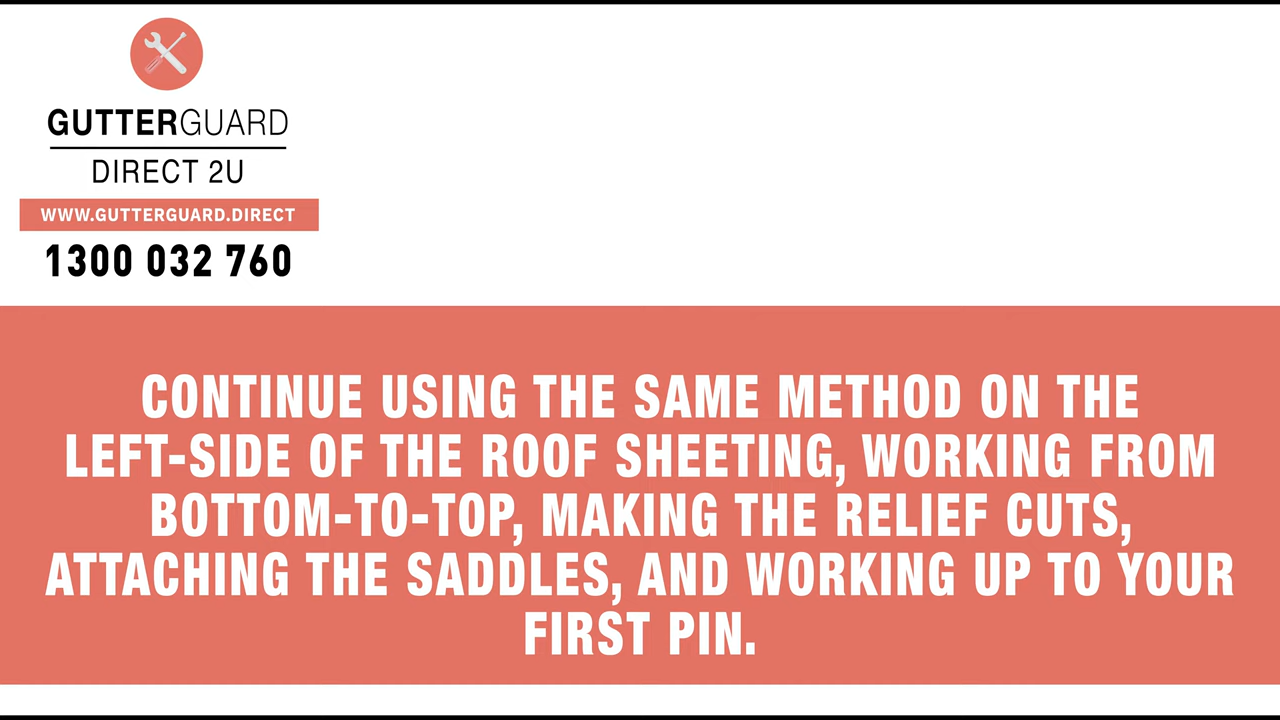 GUTTERGUARD
DIRECT 2U
WWW.GUTTERGUARD.DIRECT
1300 032 760
CONTINUE USING THE SAME METHOD ON THE
LEFT-SIDE OF THE ROOF SHEETING, WORKING FROM
BOTTOM-TO-TOP, MAKING THE RELIEF CUTS,
ATTACHING THE SADDLES, AND WORKING UP TO YOUR
FIRST PIN.